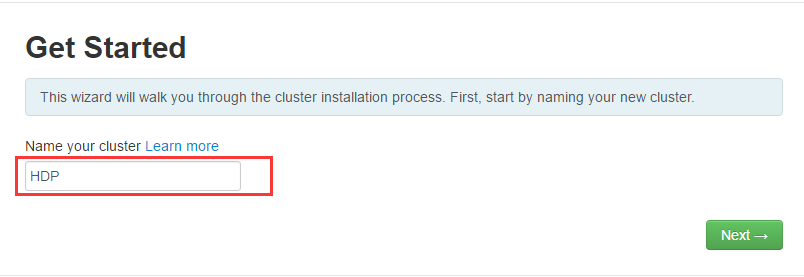 Get Started
This wizard will walk you through the cluster installation process. First, start by naming your new cluster.
Name your cluster Learn more
HDP
Next →